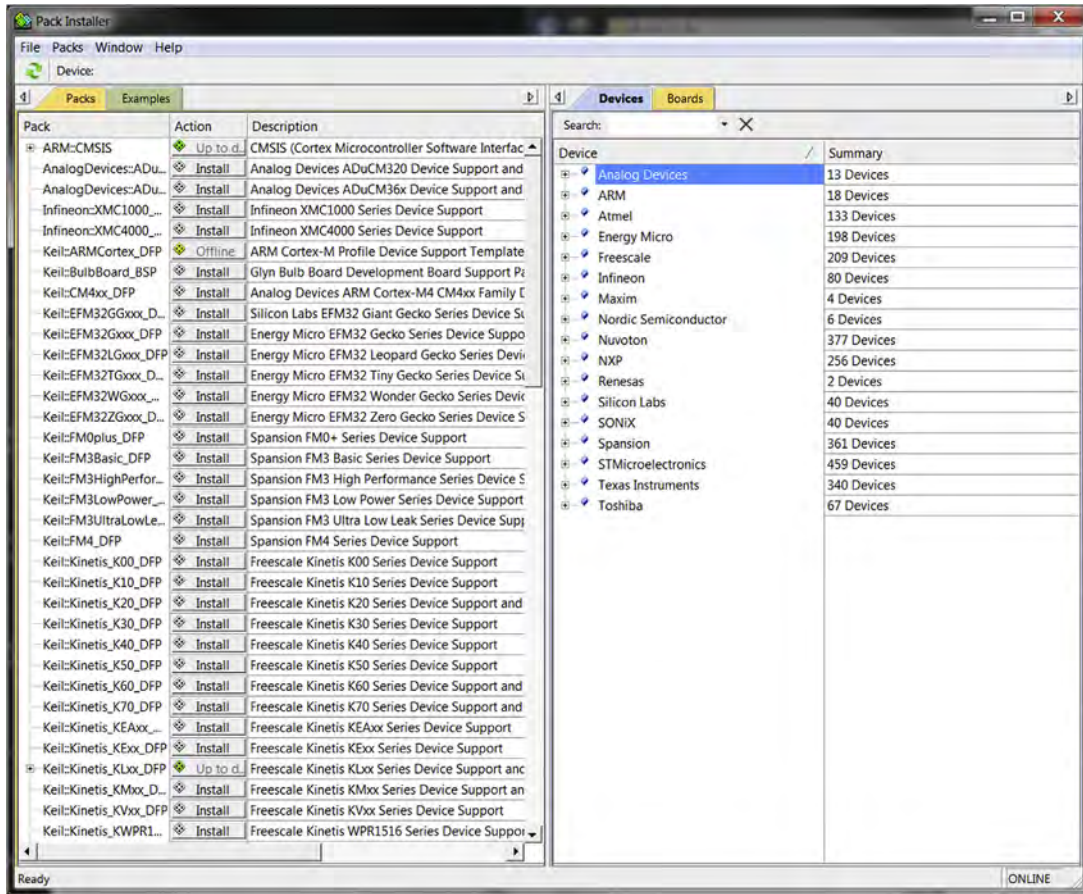 Pack Installer
File Packs Window Help
Device:
Packs Examples
Pack Action Description
ARM::CMSIS Up to d... CMSIS (Cortex Microcontroller Software Interfac
AnalogDevices::ADu... Install Analog Devices ADuCM320 Device Support and
AnalogDevices::ADu... Install Analog Devices ADuCM36x Device Support and
Infineon::XMC1000_... Install Infineon XMC1000 Series Device Support
Infineon::XMC4000_... Install Infineon XMC4000 Series Device Support
Keil::ARMCortex_DFP Offline ARM Cortex-M Profile Device Support Template
Keil::BulbBoard_BSP Install Glyn Bulb Board Development Board Support Pa
Keil::CM4xx_DFP Install Analog Devices ARM Cortex-M4 CM4xx Family D
Keil::EFM32GGxxx_D... Install Silicon Labs EFM32 Giant Gecko Series Device Su
Keil::EFM32Gxxx_DFP Install Energy Micro EFM32 Gecko Series Device Suppo
Keil::EFM32LGxxx_DFP Install Energy Micro EFM32 Leopard Gecko Series Devi
Keil::EFM32TGxxx_D... Install Energy Micro EFM32 Tiny Gecko Series Device Su
Keil::EFM32WGxxx_... Install Energy Micro EFM32 Wonder Gecko Series Devic
Keil::EFM32ZGxxx_D... Install Energy Micro EFM32 Zero Gecko Series Device S
Keil::FM0plus_DFP Install Spansion FM0+ Series Device Support
Keil::FM3Basic_DFP Install Spansion FM3 Basic Series Device Support
Keil::FM3HighPerfor... Install Spansion FM3 High Performance Series Device S
Keil::FM3LowPower_... Install Spansion FM3 Low Power Series Device Support
Keil::FM3UltraLowLe... Install Spansion FM3 Ultra Low Leak Series Device Supp
Keil::FM4_DFP Install Spansion FM4 Series Device Support
Keil::Kinetis_K00_DFP Install Freescale Kinetis K00 Series Device Support
Keil::Kinetis_K10_DFP Install Freescale Kinetis K10 Series Device Support
Keil::Kinetis_K20_DFP Install Freescale Kinetis K20 Series Device Support and
Keil::Kinetis_K30_DFP Install Freescale Kinetis K30 Series Device Support
Keil::Kinetis_K40_DFP Install Freescale Kinetis K40 Series Device Support
Keil::Kinetis_K50_DFP Install Freescale Kinetis K50 Series Device Support
Keil::Kinetis_K60_DFP Install Freescale Kinetis K60 Series Device Support and
Keil::Kinetis_K70_DFP Install Freescale Kinetis K70 Series Device Support and
Keil::Kinetis_KEAxx_... Install Freescale Kinetis KEAxx Series Device Support
Keil::Kinetis_KExx_DFP Install Freescale Kinetis KExx Series Device Support
Keil::Kinetis_KLxx_DFP Up to d... Freescale Kinetis KLxx Series Device Support and
Keil::Kinetis_KMxx_D... Install Freescale Kinetis KMxx Series Device Support an
Keil::Kinetis_KVxx_DFP Install Freescale Kinetis KVxx Series Device Support
Keil::Kinetis_KWPR1... Install Freescale Kinetis WPR1516 Series Device Suppor
Devices Boards
Search:
Device Summary
Analog Devices 13 Devices
ARM 18 Devices
Atmel 133 Devices
Energy Micro 198 Devices
Freescale 209 Devices
Infineon 80 Devices
Maxim 4 Devices
Nordic Semiconductor 6 Devices
Nuvoton 377 Devices
NXP 256 Devices
Renesas 2 Devices
Silicon Labs 40 Devices
SONiX 40 Devices
Spansion 361 Devices
STMicroelectronics 459 Devices
Texas Instruments 340 Devices
Toshiba 67 Devices
Ready ONLINE